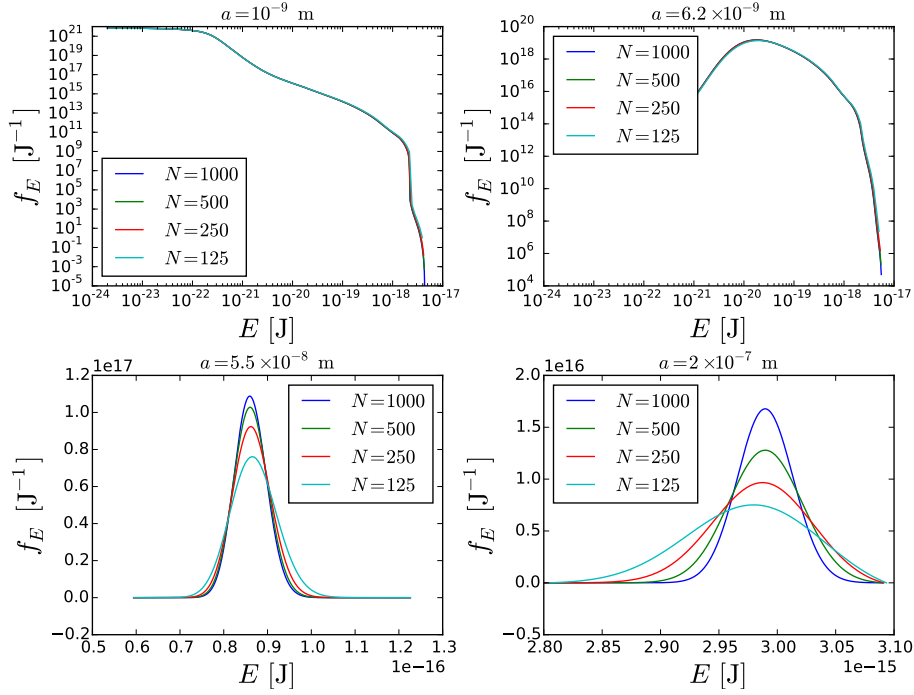 a=10^-9 m
10^21
10^19
10^17
10^15
10^13
10^11
10^9
10^7
10^5
10^3
10^1
10^-1
10^-3
10^-5
f_E [J^-1]
N=1000
N=500
N=250
N=125
10^-24 10^-23 10^-22 10^-21 10^-20 10^-19 10^-18 10^-17
E [J]
a=6.2×10^-9 m
10^20
10^18
10^16
10^14
10^12
10^10
10^8
10^6
10^4
f_E [J^-1]
N=1000
N=500
N=250
N=125
10^-24 10^-23 10^-22 10^-21 10^-20 10^-19 10^-18 10^-17
E [J]
1e17
a=5.5×10^-8 m
1.2
1.0
0.8
0.6
0.4
0.2
0.0
−0.2
f_E [J^-1]
N=1000
N=500
N=250
N=125
0.5 0.6 0.7 0.8 0.9 1.0 1.1 1.2 1.3
1e−16
E [J]
1e16
a=2×10^-7 m
2.0
1.5
1.0
0.5
0.0
−0.5
f_E [J^-1]
N=1000
N=500
N=250
N=125
2.80 2.85 2.90 2.95 3.00 3.05 3.10
1e−15
E [J]